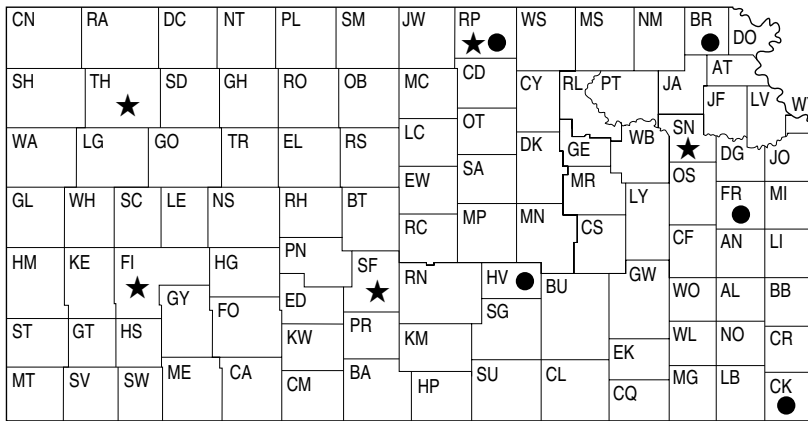 CN RA DC NT PL SM JW RP WS MS NM BR DO
SH TH SD GH RO OB MC CD CY RL PT JA AT
JF LV W
WA LG GO TR EL RS LC OT DK GE WB SN DG JO
GL WH SC LE NS RH BT EW SA MR LY OS FR MI
RC MP MN CS
HM KE FI HG PN SF RN HV BU GW CF AN LI
GY ED SG WO AL BB
ST GT HS FO KW PR KM EK WL NO CR
MT SV SW ME CA CM BA HP SU CL CQ MG LB CK